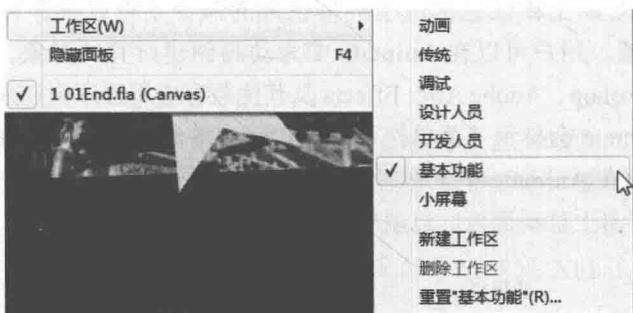 工作区(W)
隐藏面板 F4
1 01End.fla (Canvas)
动画
传统
调试
设计人员
开发人员
基本功能
小屏幕
新建工作区
删除工作区
重置"基本功能"(R)...